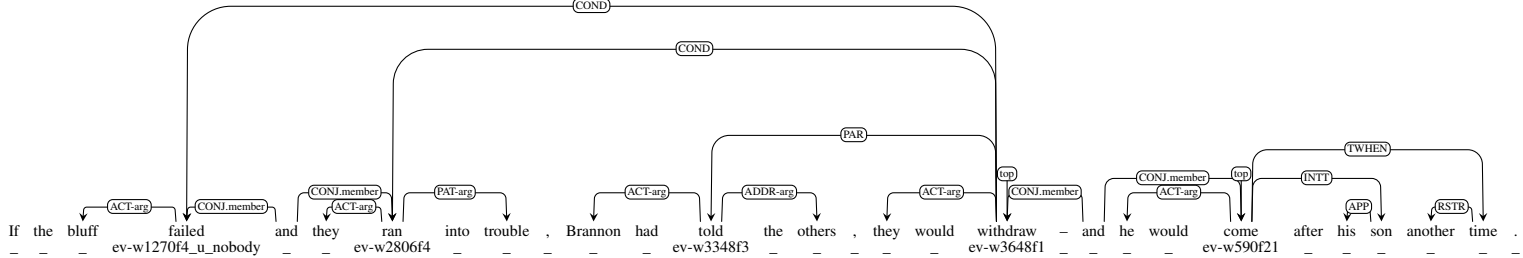 COND
COND
PAR
TWHEN
top top
CONJ.member ACT-arg ADDR-arg CONJ.member INTT
ACT-arg CONJ.member ACT-arg PAT-arg ACT-arg CONJ.member ACT-arg APP RSTR
If the bluff failed and they ran into trouble , Brannon had told the others , they would withdraw – and he would come after his son another time .
_ _ _ ev-w1270f4_u_nobody _ _ ev-w2806f4 _ _ _ _ _ ev-w3348f3 _ _ _ _ _ ev-w3648f1 _ _ _ _ ev-w590f21 _ _ _ _ _ _